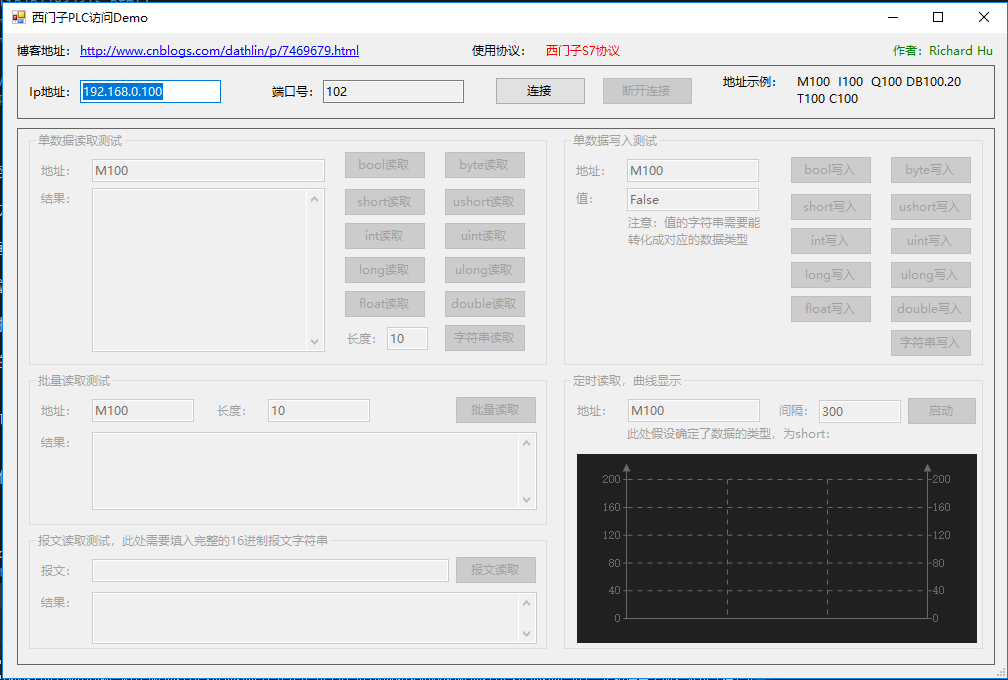 西门子PLC访问Demo
博客地址： http://www.cnblogs.com/dathlin/p/7469679.html 使用协议： 西门子S7协议 作者：Richard Hu
Ip地址： 192.168.0.100 端口号： 102 连接 断开连接 地址示例： M100 I100 Q100 DB100.20
T100 C100
单数据读取测试
地址： M100 bool读取 byte读取
结果： short读取 ushort读取
int读取 uint读取
long读取 ulong读取
float读取 double读取
长度： 10 字符串读取
单数据写入测试
地址： M100 bool写入 byte写入
值： False short写入 ushort写入
注意：值的字符串需要能
转化成对应的数据类型 int写入 uint写入
long写入 ulong写入
float写入 double写入
字符串写入
批量读取测试
地址： M100 长度： 10 批量读取
结果：
定时读取，曲线显示
地址： M100 间隔： 300 启动
此处假设确定了数据的类型，为short：
200 200
160 160
120 120
80 80
40 40
0 0
报文读取测试，此处需要填入完整的16进制报文字符串
报文： 报文读取
结果：